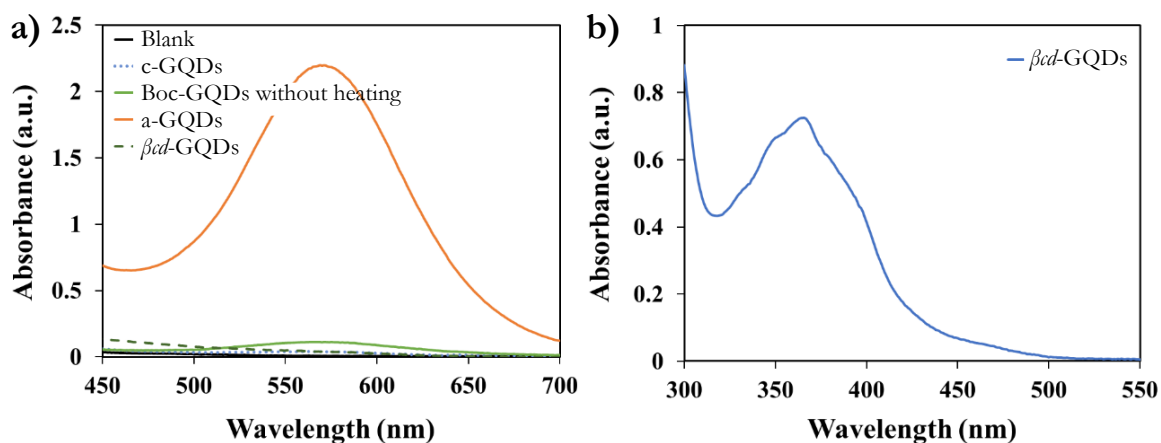 a)
2.5
2
1.5
1
0.5
0
Absorbance (a.u.)
Blank
c-GQDs
Boc-GQDs without heating
a-GQDs
βcd-GQDs
450 500 550 600 650 700
Wavelength (nm)
b)
1
0.8
0.6
0.4
0.2
0
Absorbance (a.u.)
βcd-GQDs
300 350 400 450 500 550
Wavelength (nm)